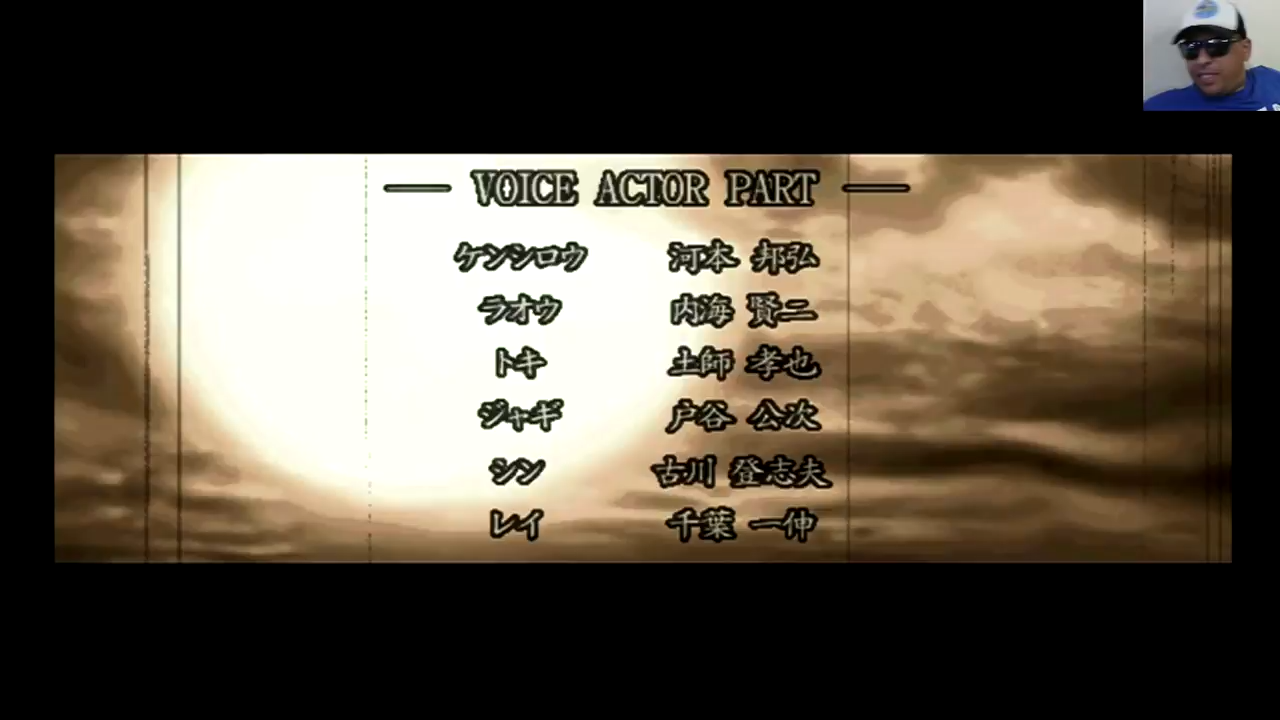 VOICE ACTOR PART
ケンシロウ 河本 邦弘
ラオウ 内海 賢二
トキ 土師 孝也
ジャギ 戸谷 公次
シン 古川 登志夫
レイ 千葉 一伸